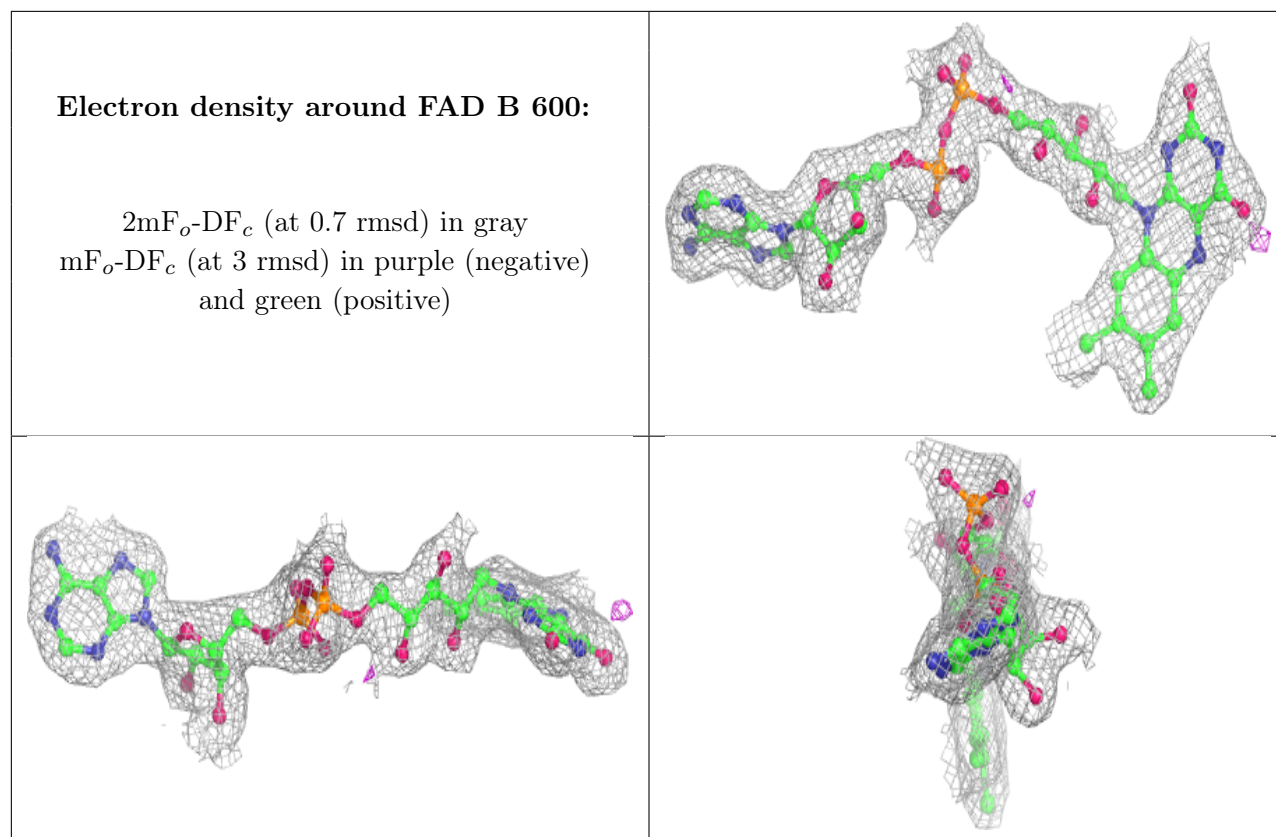 Electron density around FAD B 600:
2mFo-DFc (at 0.7 rmsd) in gray
mFo-DFc (at 3 rmsd) in purple (negative)
and green (positive)